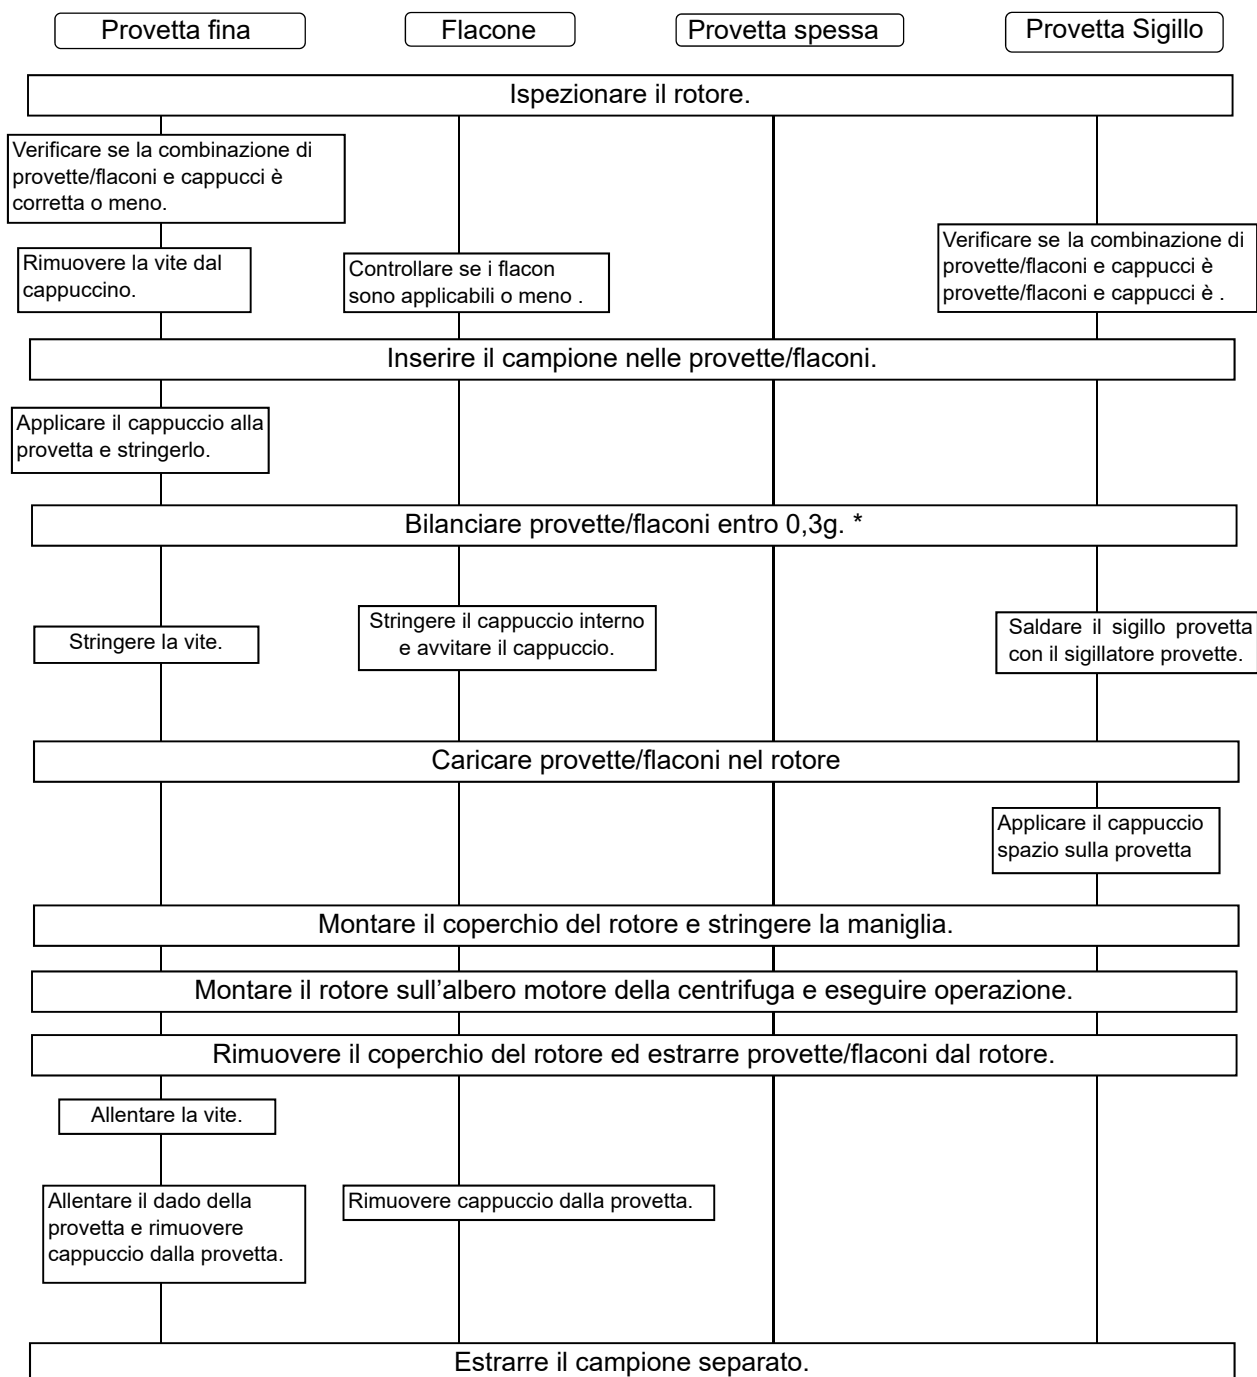 Provetta fina
Flacone
Provetta spessa
Provetta Sigillo
Ispezionare il rotore.
Verificare se la combinazione di
provette/flaconi e cappucci è
corretta o meno.
Rimuovere la vite dal
cappuccino.
Controllare se i flacon
sono applicabili o meno .
Verificare se la combinazione di
provette/flaconi e cappucci è
provette/flaconi e cappucci è .
Inserire il campione nelle provette/flaconi.
Applicare il cappuccio alla
provetta e stringerlo.
Bilanciare provette/flaconi entro 0,3g. *
Stringere la vite.
Stringere il cappuccio interno
e avvitare il cappuccio.
Saldare il sigillo provetta
con il sigillatore provette.
Caricare provette/flaconi nel rotore
Applicare il cappuccio
spazio sulla provetta
Montare il coperchio del rotore e stringere la maniglia.
Montare il rotore sull’albero motore della centrifuga e eseguire operazione.
Rimuovere il coperchio del rotore ed estrarre provette/flaconi dal rotore.
Allentare la vite.
Allentare il dado della
provetta e rimuovere
cappuccio dalla provetta.
Rimuovere cappuccio dalla provetta.
Estrarre il campione separato.